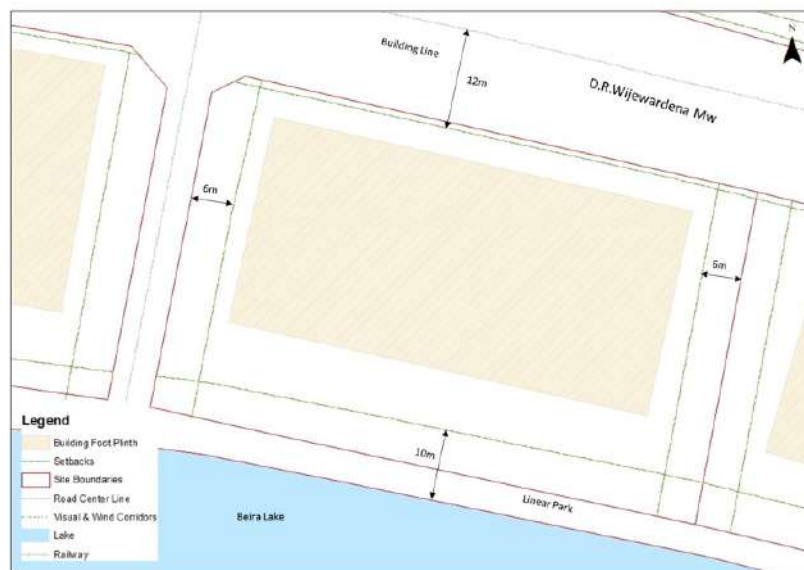 N
Building Line
12m
D.R.Wijewardena Mw
6m
6m
10m
Linear Park
Beira Lake
Legend
Building Foot Plinth
Setbacks
Site Boundaries
Road Center Line
Visual & Wind Corridors
Lake
Railway